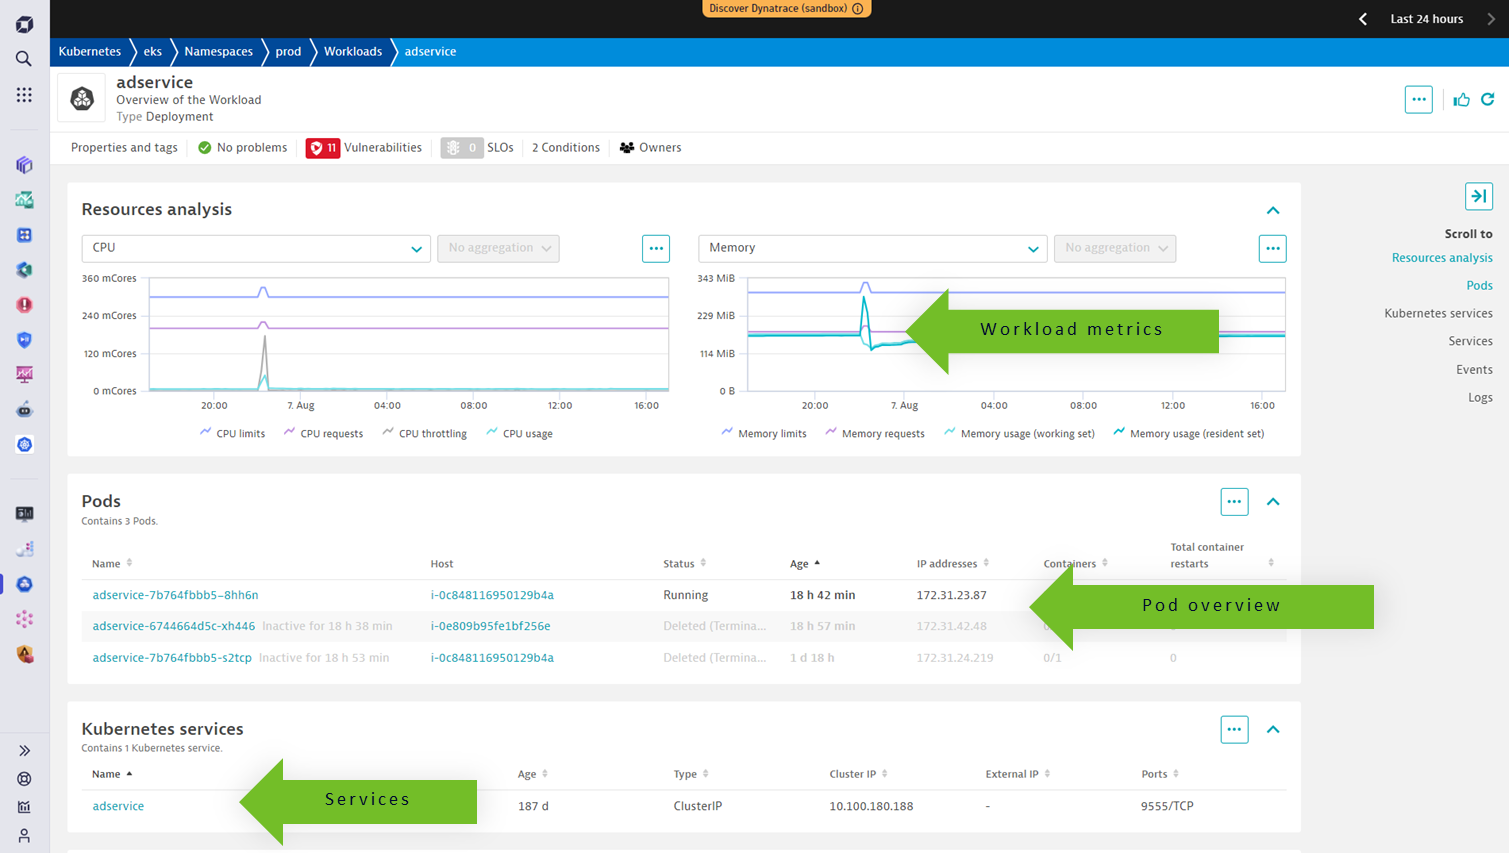 Discover Dynatrace (sandbox)
Last 24 hours
Kubernetes eks Namespaces prod Workloads adservice
adservice
Overview of the Workload
Type Deployment
Properties and tags No problems 11 Vulnerabilities 0 SLOs 2 Conditions Owners
Resources analysis
CPU No aggregation Memory No aggregation
360 mCores
240 mCores
120 mCores
0 mCores
20:00 7. Aug 04:00 08:00 12:00 16:00
CPU limits CPU requests CPU throttling CPU usage
343 MiB
229 MiB
114 MiB
0 B
20:00 7. Aug 04:00 08:00 12:00 16:00
Memory limits Memory requests Memory usage (working set) Memory usage (resident set)
Workload metrics
Scroll to
Resources analysis
Pods
Kubernetes services
Services
Events
Logs
Pods
Contains 3 Pods.
Name Host Status Age IP addresses Containers Total container restarts
adservice-7b764fbbb5-8hh6n i-0c848116950129b4a Running 18 h 42 min 172.31.23.87
adservice-6744664d5c-xh446 Inactive for 18 h 38 min i-0e809b95fe1bf256e Deleted (Termina... 18 h 57 min 172.31.42.48
adservice-7b764fbbb5-s2tcp Inactive for 18 h 53 min i-0c848116950129b4a Deleted (Termina... 1 d 18 h 172.31.24.219 0/1 0
Pod overview
Kubernetes services
Contains 1 Kubernetes service.
Name Age Type Cluster IP External IP Ports
adservice 187 d ClusterIP 10.100.180.188 - 9555/TCP
Services